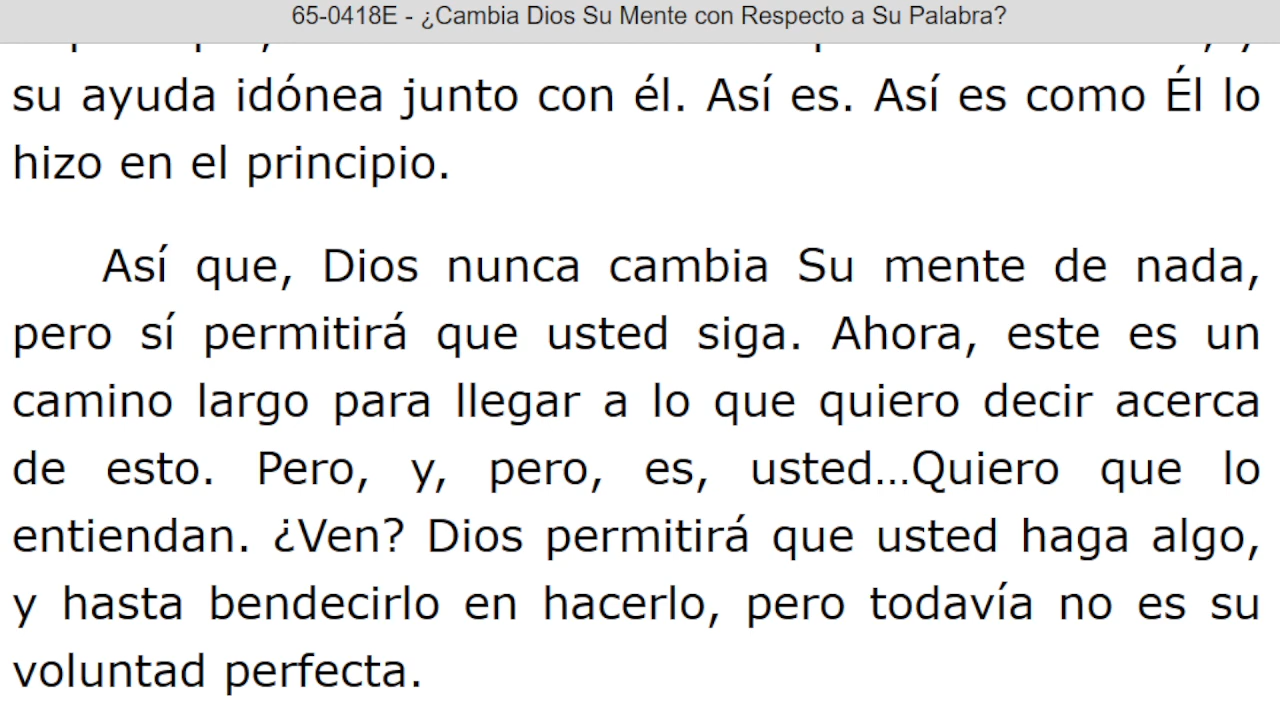 65-0418E - ¿Cambia Dios Su Mente con Respecto a Su Palabra?
su ayuda idónea junto con él. Así es. Así es como Él lo
hizo en el principio.
Así que, Dios nunca cambia Su mente de nada,
pero sí permitirá que usted siga. Ahora, este es un
camino largo para llegar a lo que quiero decir acerca
de esto. Pero, y, pero, es, usted...Quiero que lo
entiendan. ¿Ven? Dios permitirá que usted haga algo,
y hasta bendecirlo en hacerlo, pero todavía no es su
voluntad perfecta.